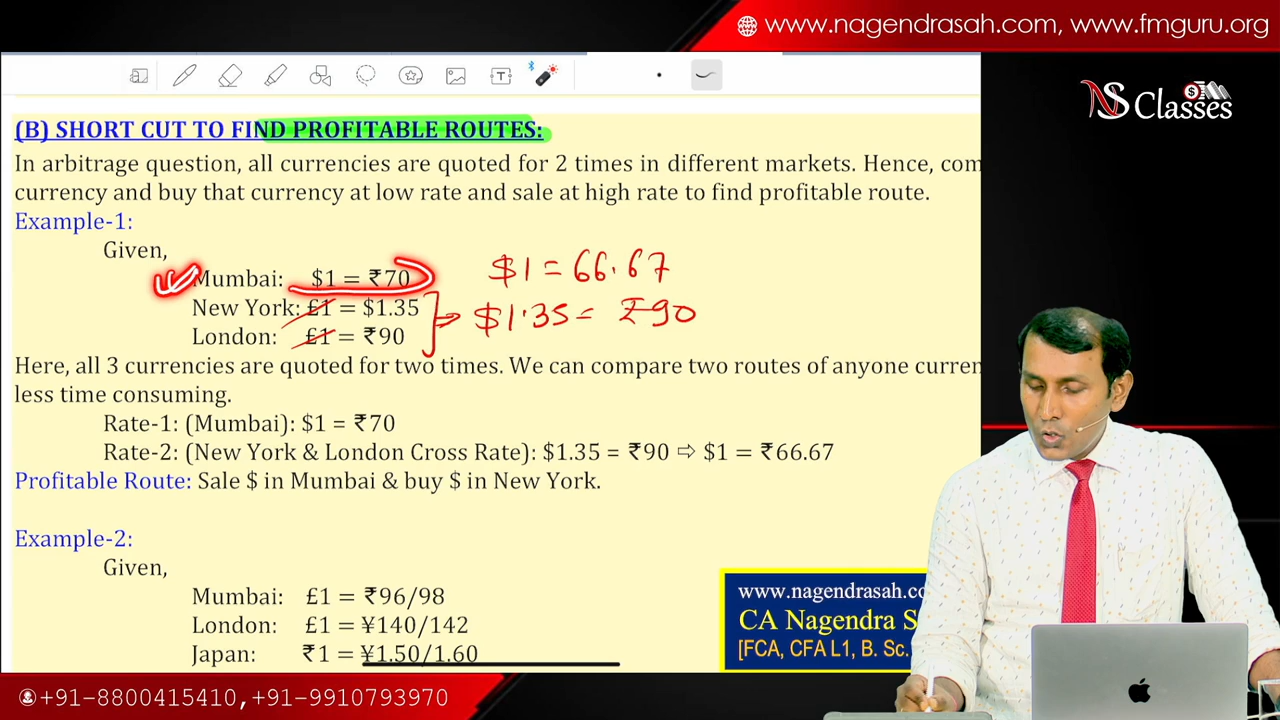 www.nagendrasah.com, www.fmguru.org
NS Classes
(B) SHORT CUT TO FIND PROFITABLE ROUTES:
In arbitrage question, all currencies are quoted for 2 times in different markets. Hence, com
currency and buy that currency at low rate and sale at high rate to find profitable route.
Example-1:
Given,
Mumbai: $1 = ₹70
$1 = 66.67
New York: £1 = $1.35
$1.35 = ₹90
London: £1 = ₹90
Here, all 3 currencies are quoted for two times. We can compare two routes of anyone curren
less time consuming.
Rate-1: (Mumbai): $1 = ₹70
Rate-2: (New York & London Cross Rate): $1.35 = ₹90 ⇨ $1 = ₹66.67
Profitable Route: Sale $ in Mumbai & buy $ in New York.
Example-2:
Given,
Mumbai: £1 = ₹96/98
London: £1 = ¥140/142
Japan: ₹1 = ¥1.50/1.60
www.nagendrasah.co
CA Nagendra S
[FCA, CFA L1, B. Sc.
+91-8800415410,+91-9910793970